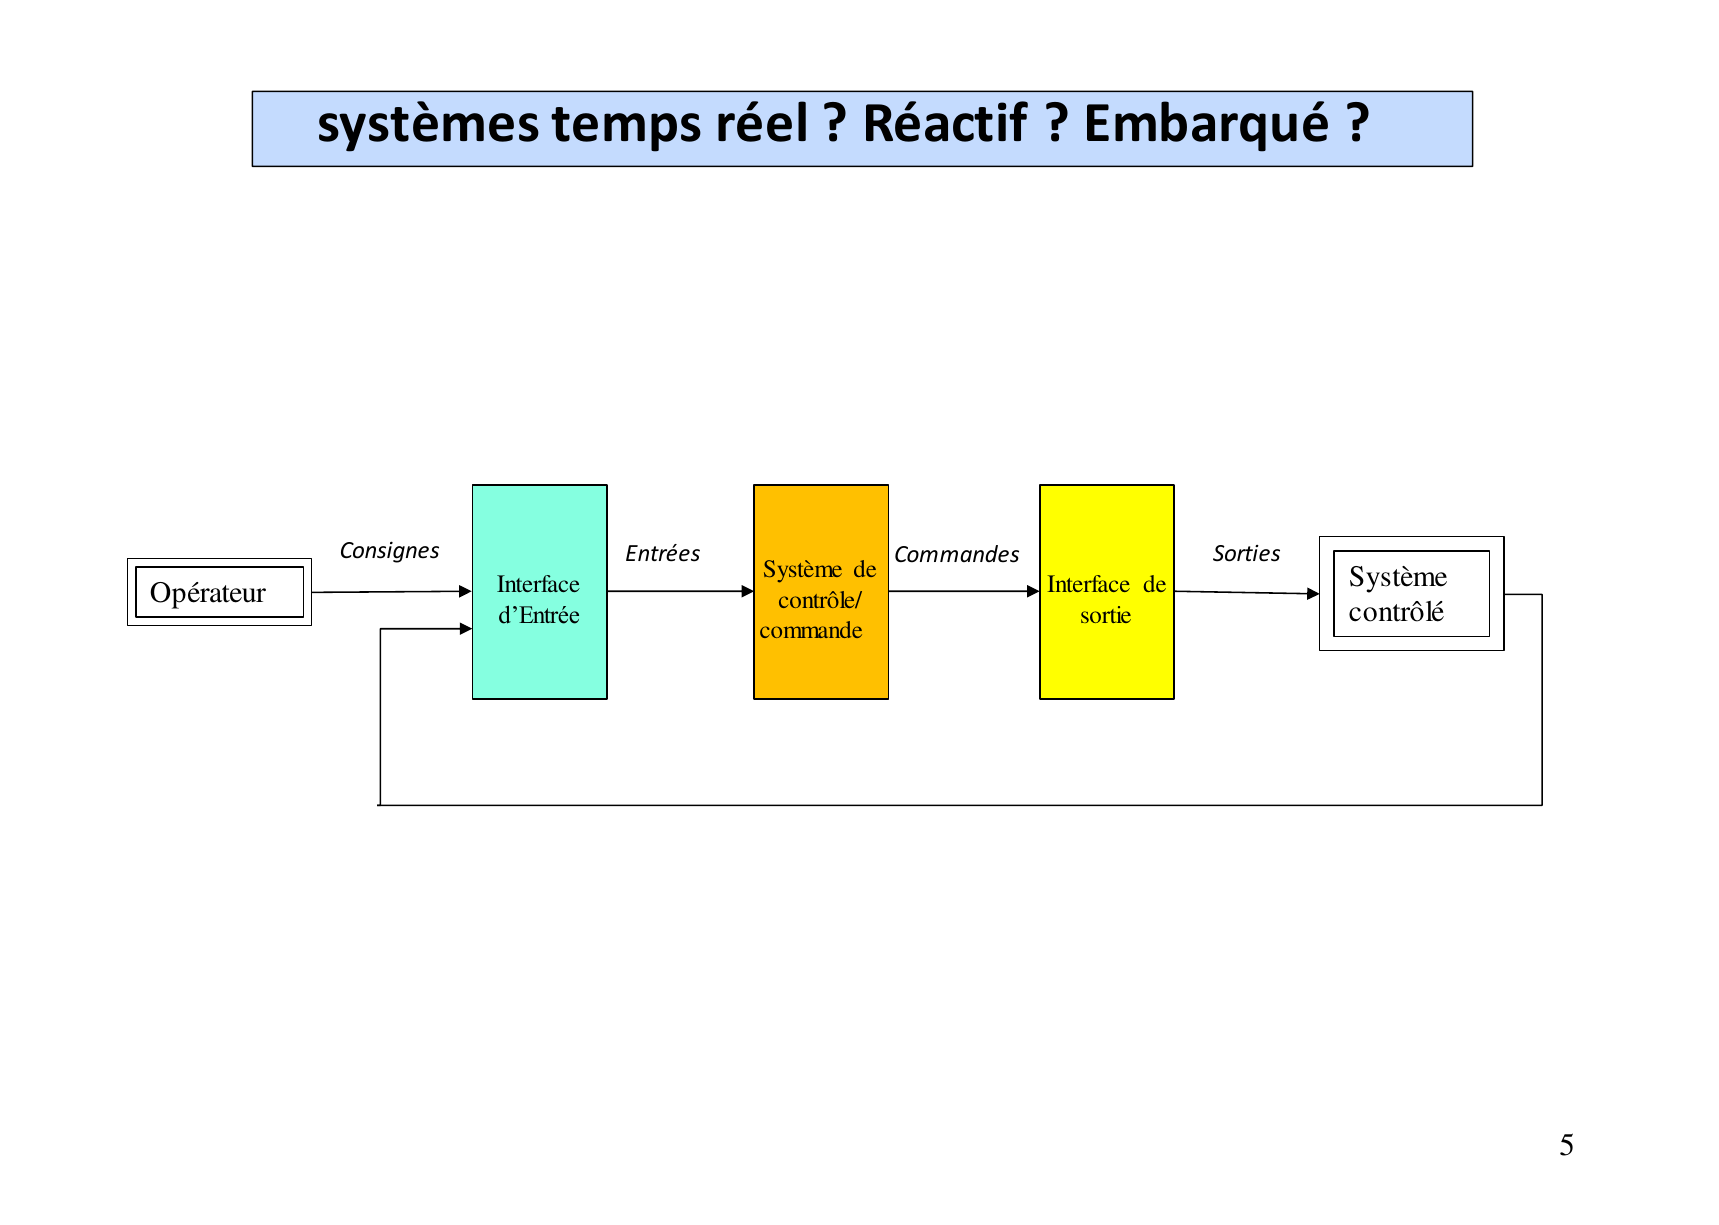 systèmes temps réel ? Réactif ? Embarqué ?
Opérateur
Consignes
Interface
d’Entrée
Entrées
Système de
contrôle/
commande
Commandes
Interface de
sortie
Sorties
Système
contrôlé
5